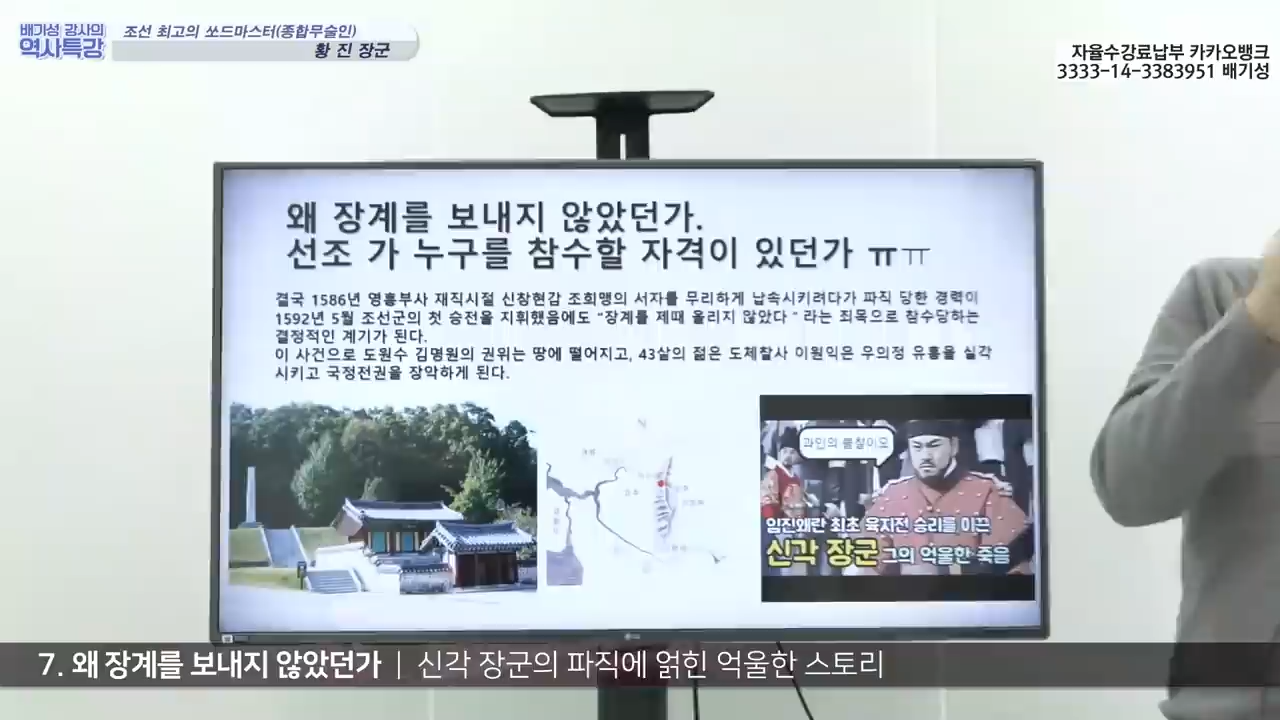 배기성 강사의
역사특강
조선 최고의 쏘드마스터(종합무술인)
황 진 장군
자율수강료납부 카카오뱅크
3333-14-3383951 배기성
왜 장계를 보내지 않았던가.
선조 가 누구를 참수할 자격이 있던가 ㅠㅠ
결국 1586년 영흥부사 재직시절 신창현감 조희맹의 서자를 무리하게 납속시키려다가 파직 당한 경력이
1592년 5월 조선군의 첫 승전을 지휘했음에도 "장계를 제때 올리지 않았다 " 라는 죄목으로 참수당하는
결정적인 계기가 된다.
이 사건으로 도원수 김명원의 권위는 땅에 떨어지고, 43살의 젊은 도체찰사 이원익은 우의정 유홍을 실각
시키고 국정전권을 장악하게 된다.
과인의 불찰이오
임진왜란 최초 육지전 승리를 이끈
신각 장군 그의 억울한 죽음
7. 왜 장계를 보내지 않았던가 | 신각 장군의 파직에 얽힌 억울한 스토리